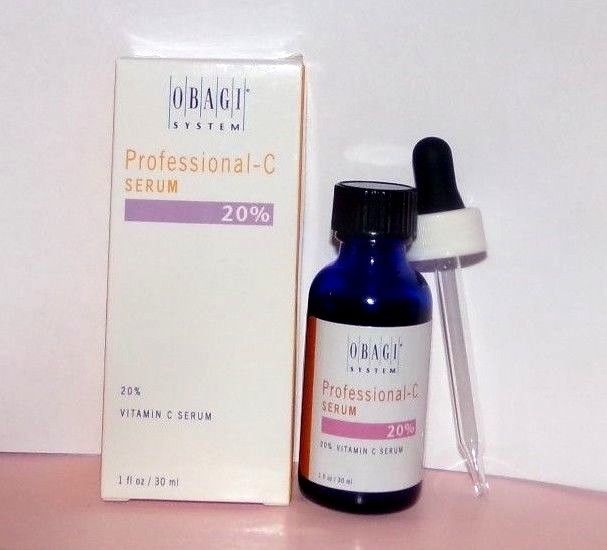 OBAGI
SYSTEM
Professional-C
SERUM
20%
20%
VITAMIN C SERUM
1 fl oz / 30 ml
OBAGI
SYSTEM
Professional-C
SERUM
20%
20% VITAMIN C SERUM
1 fl oz / 30 ml